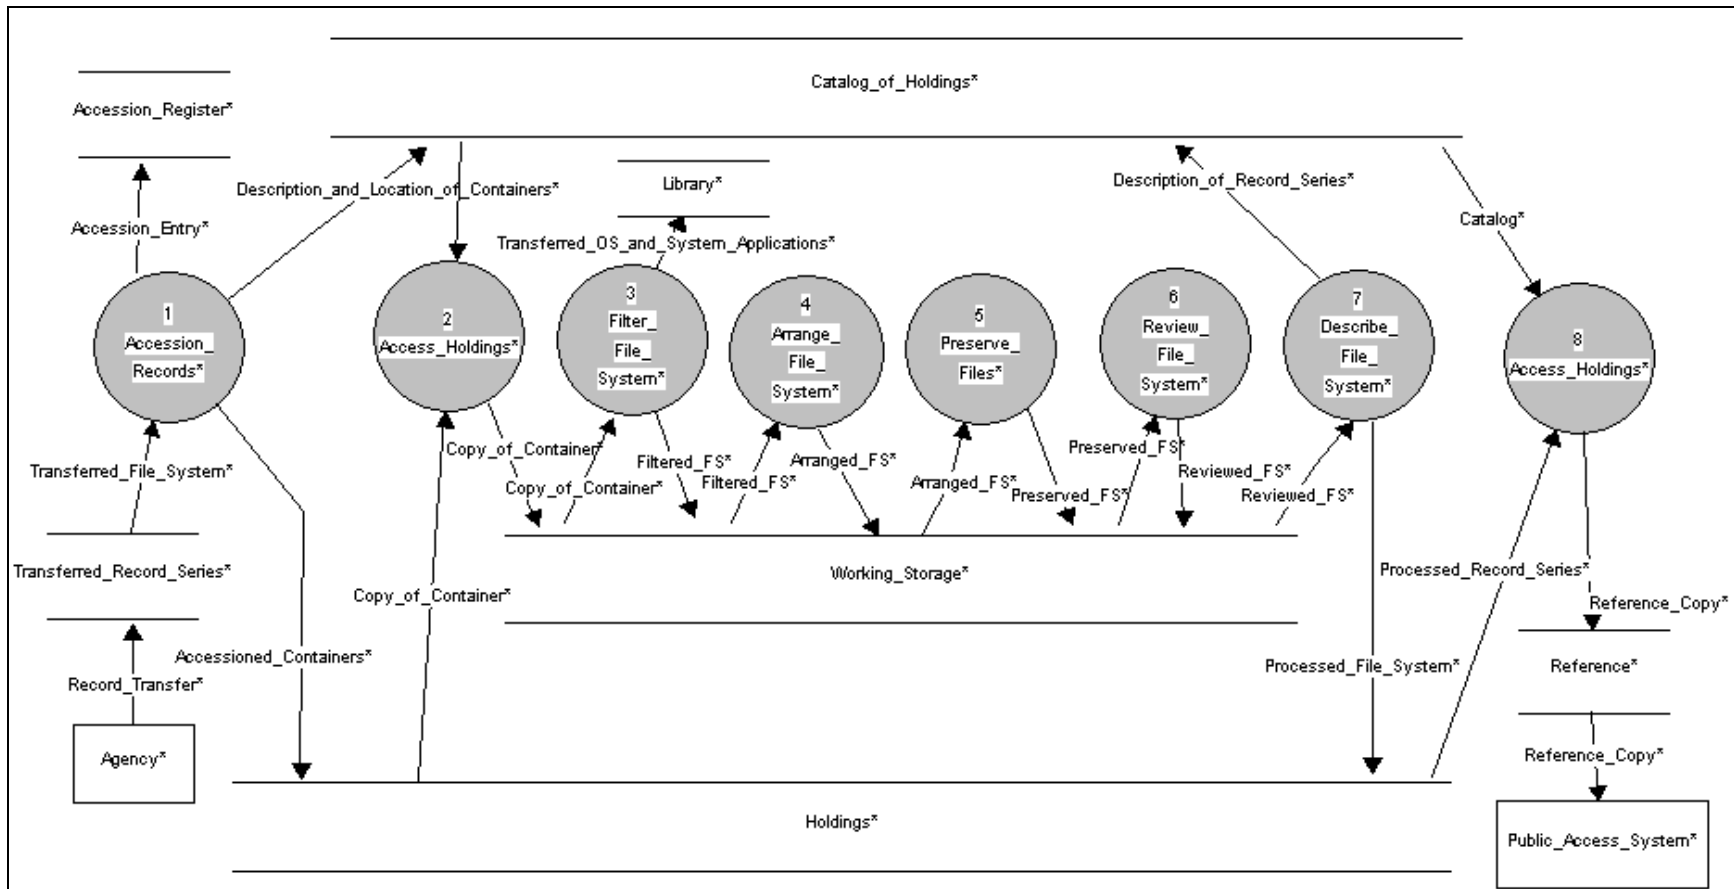 Catalog_of_Holdings*
Accession_Register*
Description_and_Location_of_Containers*
Library*
Description_of_Record_Series*
Accession_Entry*
Transferred_OS_and_System_Applications*
Catalog*
1
Accession_
Records*
2
Access_Holdings*
3
Filter_
File_
System*
4
Arrange_
File_
System*
5
Preserve_
Files*
6
Review_
File_
System*
7
Describe_
File_
System*
8
Access_Holdings*
Transferred_File_System*
Copy_of_Container*
Copy_of_Container*
Filtered_FS*
Filtered_FS*
Arranged_FS*
Arranged_FS*
Preserved_FS*
Preserved_FS*
Reviewed_FS*
Reviewed_FS*
Transferred_Record_Series*
Working_Storage*
Processed_Record_Series*
Copy_of_Container*
Reference_Copy*
Accessioned_Containers*
Processed_File_System*
Reference*
Record_Transfer*
Agency*
Reference_Copy*
Holdings*
Public_Access_System*